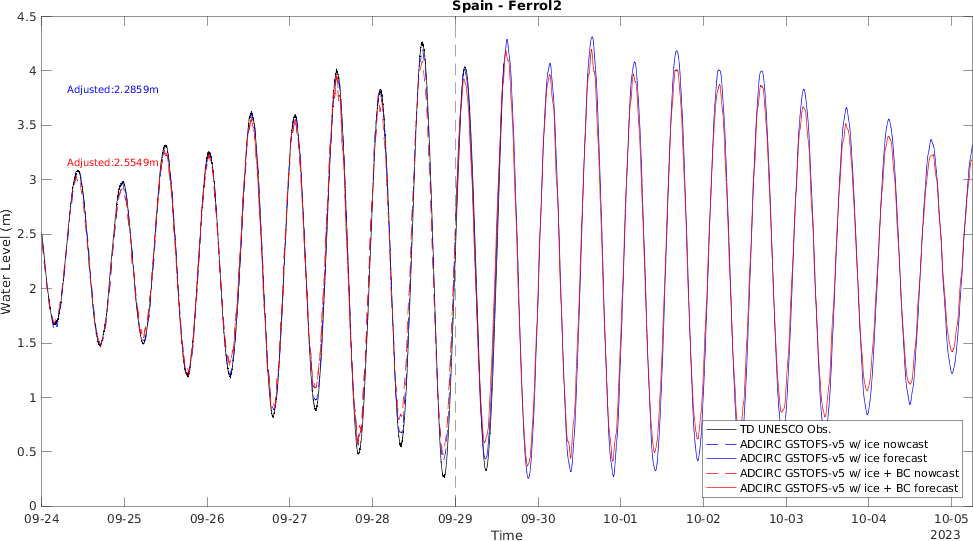 Spain - Ferrol2
4.5
4
3.5
3
2.5
2
1.5
1
0.5
0
Water Level (m)
Adjusted:2.2859m
Adjusted:2.5549m
TD UNESCO Obs.
ADCIRC GSTOFS-v5 w/ ice nowcast
ADCIRC GSTOFS-v5 w/ ice forecast
ADCIRC GSTOFS-v5 w/ ice + BC nowcast
ADCIRC GSTOFS-v5 w/ ice + BC forecast
09-24 09-25 09-26 09-27 09-28 09-29 09-30 10-01 10-02 10-03 10-04 10-05
Time
2023